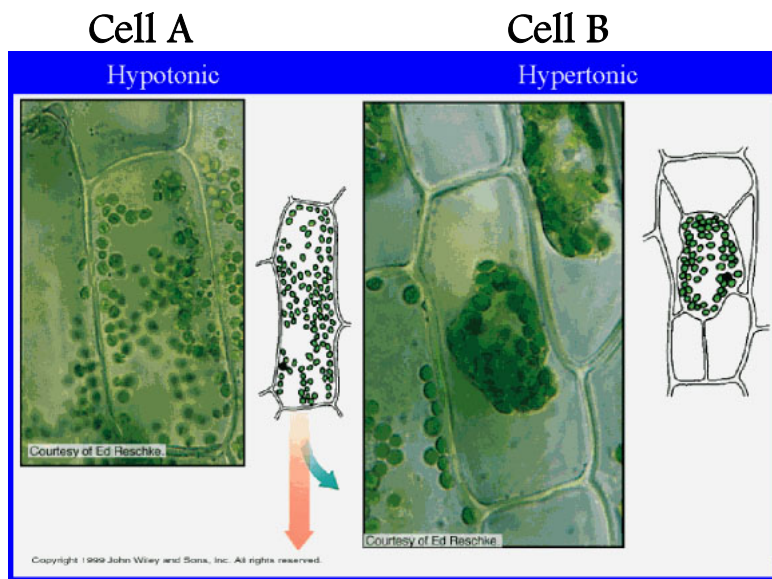 Cell A Cell B
Hypotonic Hypertonic
Courtesy of Ed Reschke.
Courtesy of Ed Reschke.
Copyright 1999 John Wiley and Sons, Inc. All rights reserved.